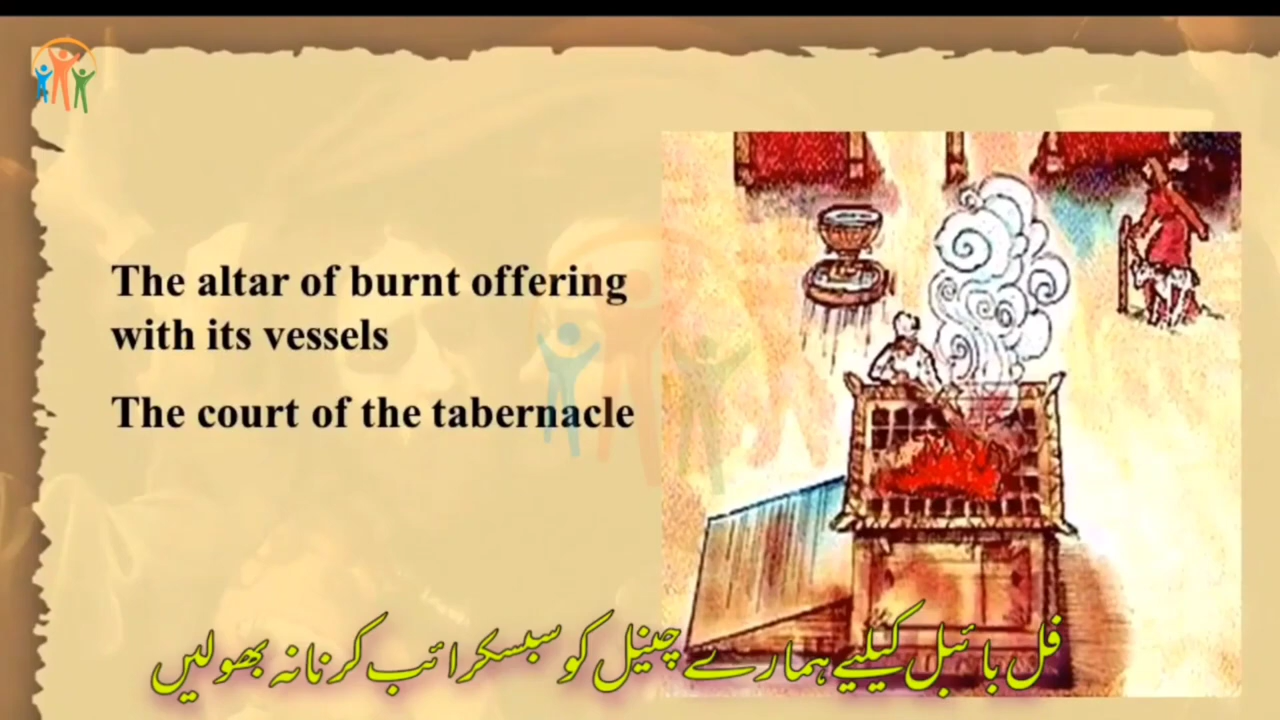 The altar of burnt offering
with its vessels
The court of the tabernacle
فل بائبل کیلیے ہمارے چینل کو سبسکرائب کرنا نہ بھولیں